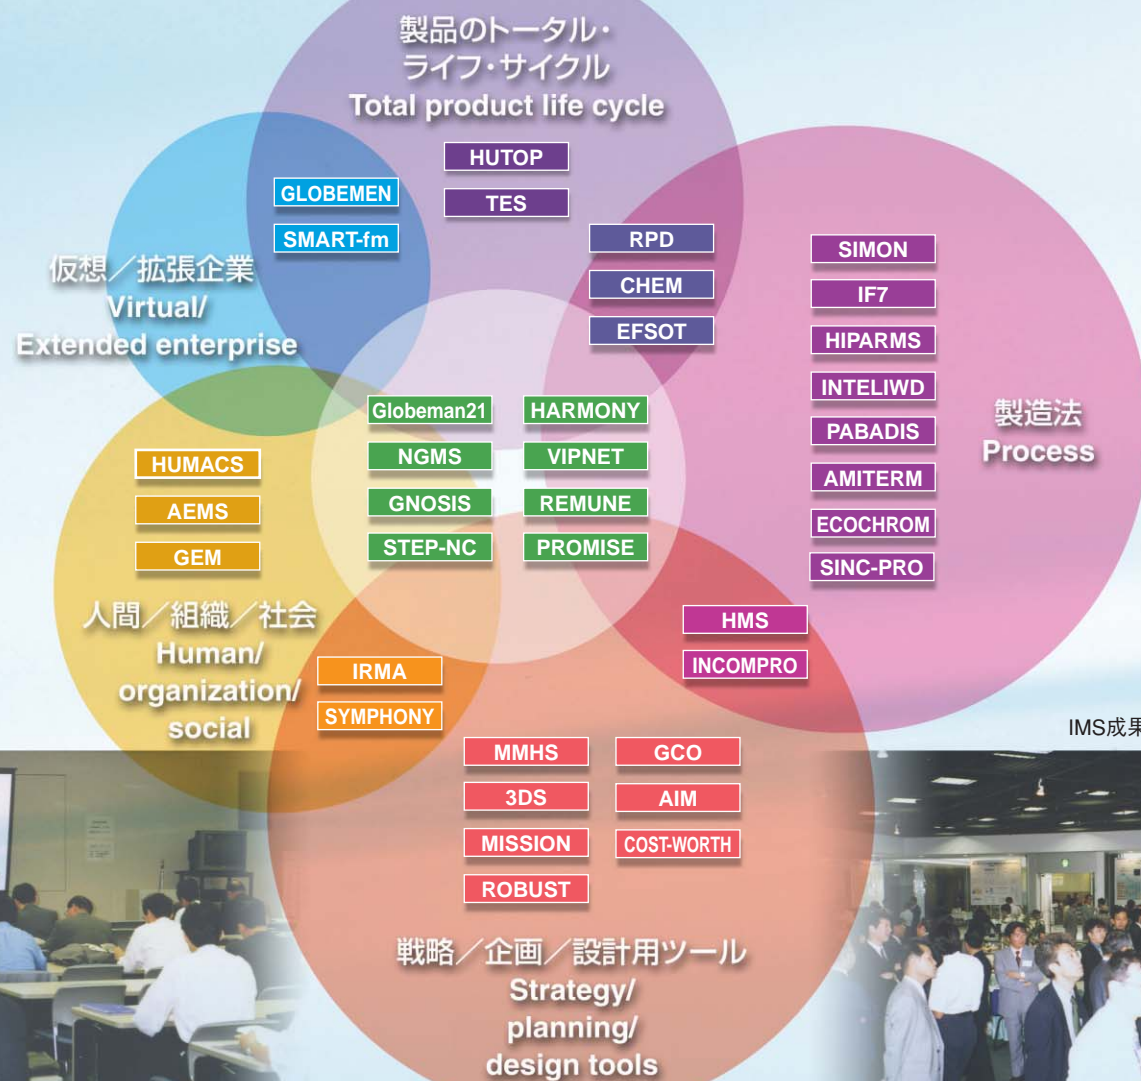 製品のトータル・
ライフ・サイクル
Total product life cycle
HUTOP
TES
GLOBEMEN
SMART-fm
RPD
CHEM
EFSOT
仮想／拡張企業
Virtual/
Extended enterprise
SIMON
IF7
HIPARMS
INTELIWD
PABADIS
AMITERM
ECOCHROM
SINC-PRO
製造法
Process
Globeman21
NGMS
GNOSIS
STEP-NC
HARMONY
VIPNET
REMUNE
PROMISE
HUMACS
AEMS
GEM
人間／組織／社会
Human/
organization/
social
IRMA
SYMPHONY
HMS
INCOMPRO
MMHS
3DS
MISSION
ROBUST
GCO
AIM
COST-WORTH
戦略／企画／設計用ツール
Strategy/
planning/
design tools
IMS成果